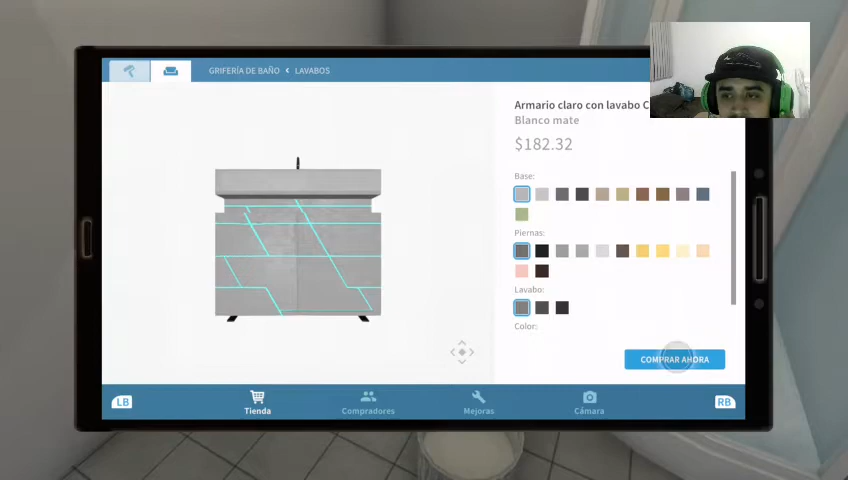 GRIFERÍA DE BAÑO < LAVABOS
Armario claro con lavabo C
Blanco mate
$182.32
Base:
Piernas:
Lavabo:
Color:
COMPRAR AHORA
LB
Tienda
Compradores
Mejoras
Cámara
RB